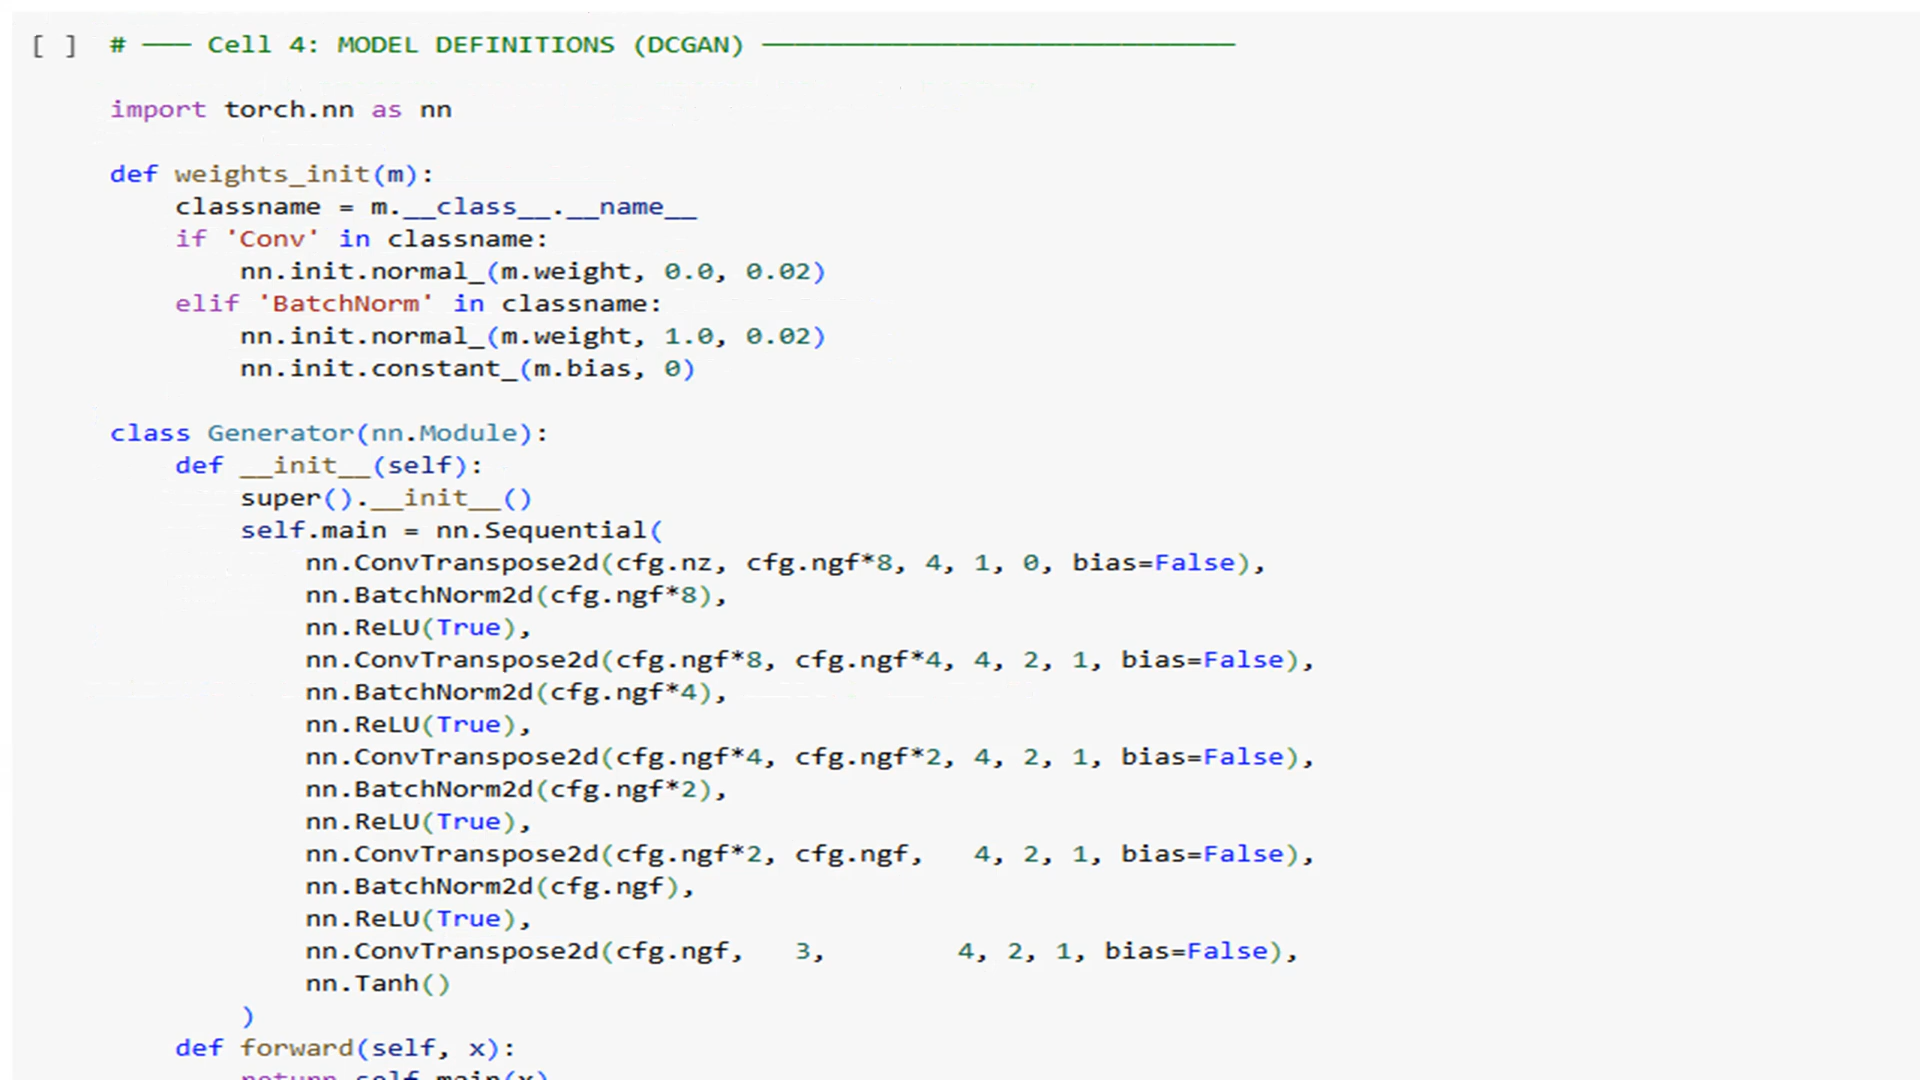 [ ] # ─── Cell 4: MODEL DEFINITIONS (DCGAN) ─────────────────────────────
import torch.nn as nn
def weights_init(m):
    classname = m.__class__.__name__
    if 'Conv' in classname:
        nn.init.normal_(m.weight, 0.0, 0.02)
    elif 'BatchNorm' in classname:
        nn.init.normal_(m.weight, 1.0, 0.02)
        nn.init.constant_(m.bias, 0)
class Generator(nn.Module):
    def __init__(self):
        super().__init__()
        self.main = nn.Sequential(
            nn.ConvTranspose2d(cfg.nz, cfg.ngf*8, 4, 1, 0, bias=False),
            nn.BatchNorm2d(cfg.ngf*8),
            nn.ReLU(True),
            nn.ConvTranspose2d(cfg.ngf*8, cfg.ngf*4, 4, 2, 1, bias=False),
            nn.BatchNorm2d(cfg.ngf*4),
            nn.ReLU(True),
            nn.ConvTranspose2d(cfg.ngf*4, cfg.ngf*2, 4, 2, 1, bias=False),
            nn.BatchNorm2d(cfg.ngf*2),
            nn.ReLU(True),
            nn.ConvTranspose2d(cfg.ngf*2, cfg.ngf,   4, 2, 1, bias=False),
            nn.BatchNorm2d(cfg.ngf),
            nn.ReLU(True),
            nn.ConvTranspose2d(cfg.ngf,   3,        4, 2, 1, bias=False),
            nn.Tanh()
        )
    def forward(self, x):
        return self.main(x)